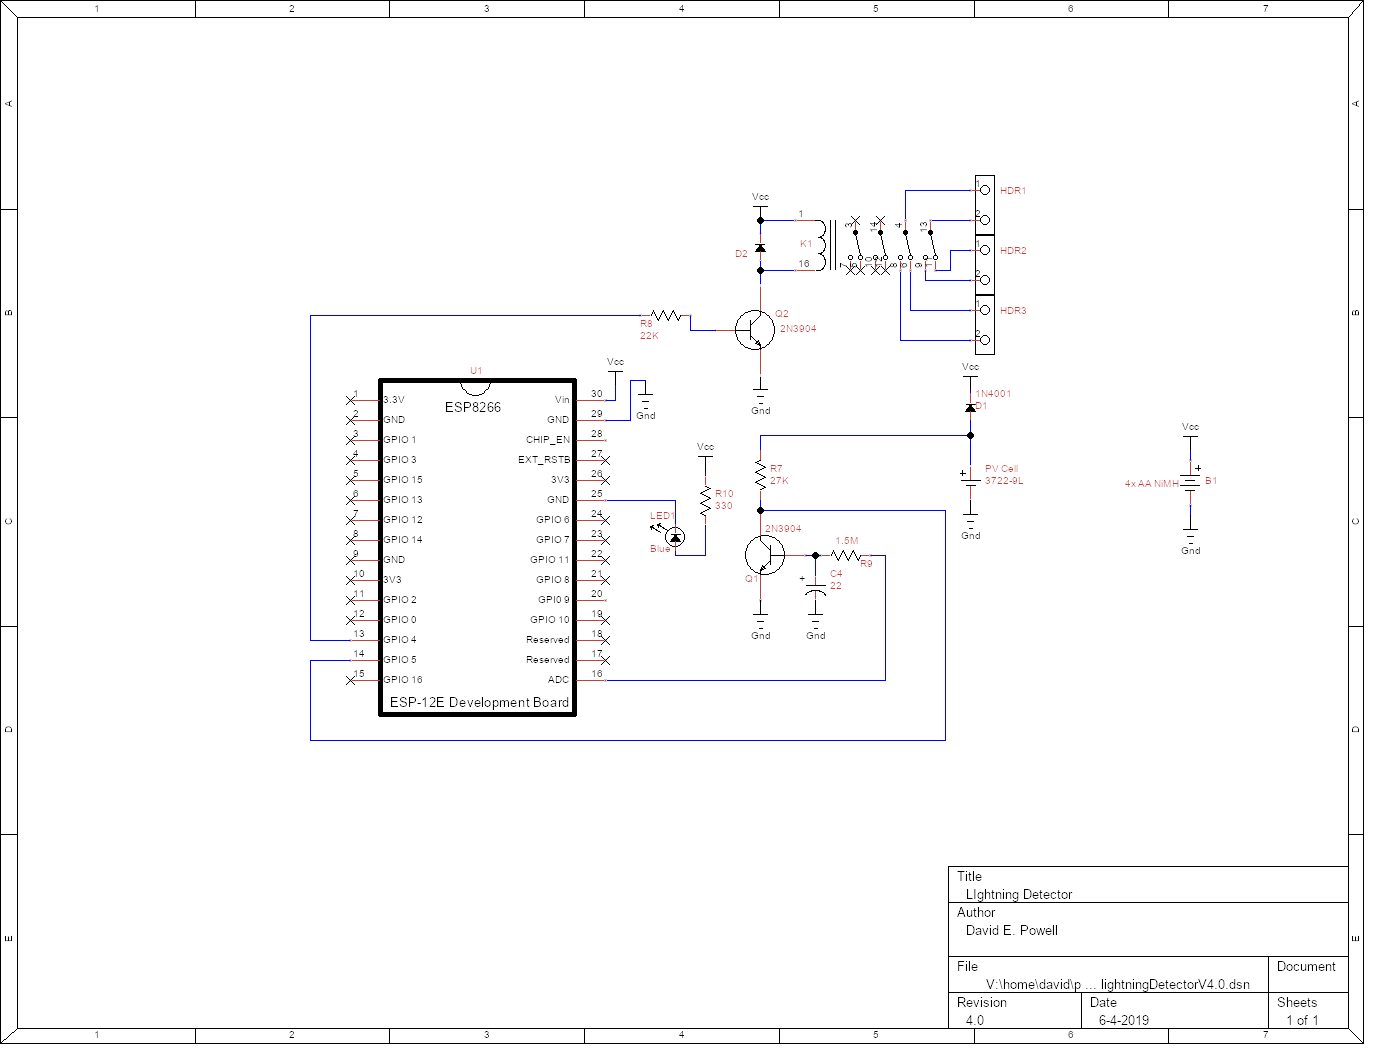 1 2 3 4 5 6 7
A A
B B
C C
D D
E E
Vcc
D2
1
16
K1
3 14 4 13
7 10 8 6 9
1 HDR1
2
1 HDR2
2
1 HDR3
2
R8
22K
Q2
2N3904
Gnd
U1
ESP8266
1 3.3V
2 GND
3 GPIO 1
4 GPIO 3
5 GPIO 15
6 GPIO 13
7 GPIO 12
8 GPIO 14
9 GND
10 3V3
11 GPIO 2
12 GPIO 0
13 GPIO 4
14 GPIO 5
15 GPIO 16
Vin 30
GND 29
CHIP_EN 28
EXT_RSTB 27
3V3 26
GND 25
GPIO 6 24
GPIO 7 23
GPIO 11 22
GPIO 8 21
GPI0 9 20
GPIO 10 19
Reserved 18
Reserved 17
ADC 16
ESP-12E Development Board
Vcc
Gnd
Vcc
R10
330
LED1
Blue
R7
27K
2N3904
Q1
Gnd
1.5M
R9
+
C4
22
Gnd
Vcc
1N4001
D1
+
PV Cell
3722-9L
Gnd
Vcc
+
4x AA NiMH
B1
Gnd
Title
LIghtning Detector
Author
David E. Powell
File
V:\home\david\p ... lightningDetectorV4.0.dsn
Document
Revision
4.0
Date
6-4-2019
Sheets
1 of 1
1 2 3 4 5 6 7